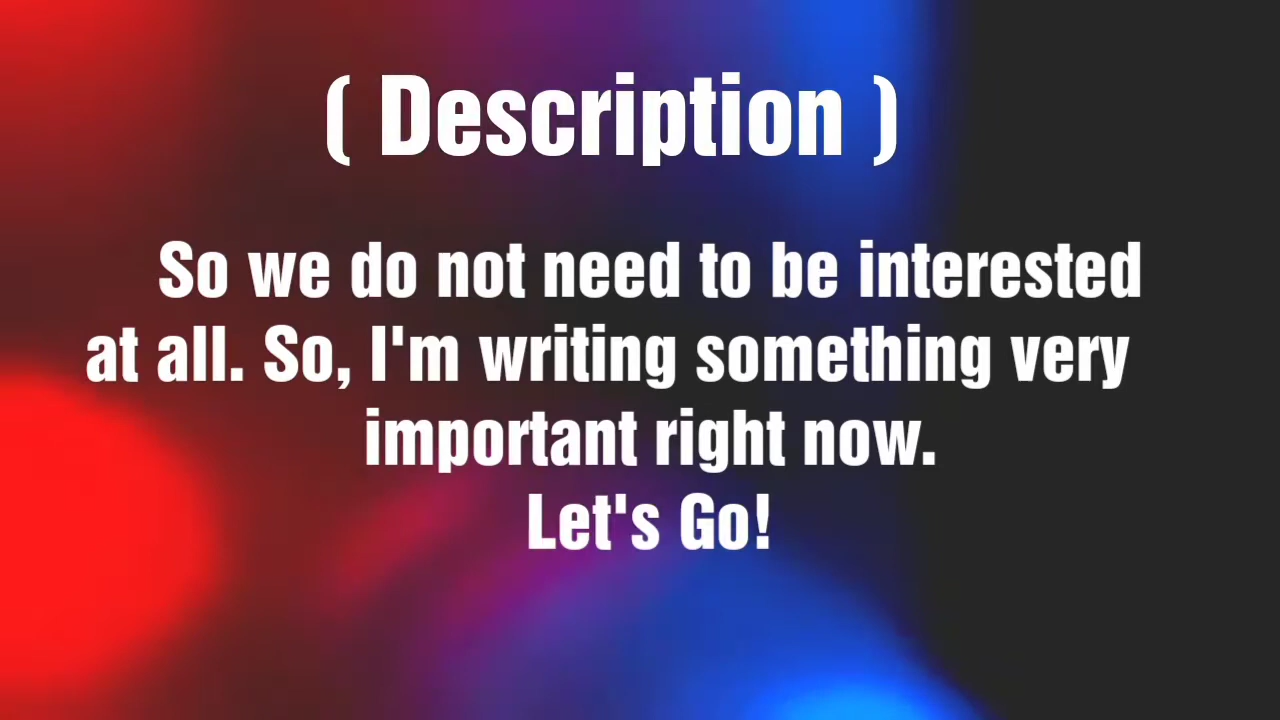 ( Description )
So we do not need to be interested
at all. So, I'm writing something very
important right now.
Let's Go!